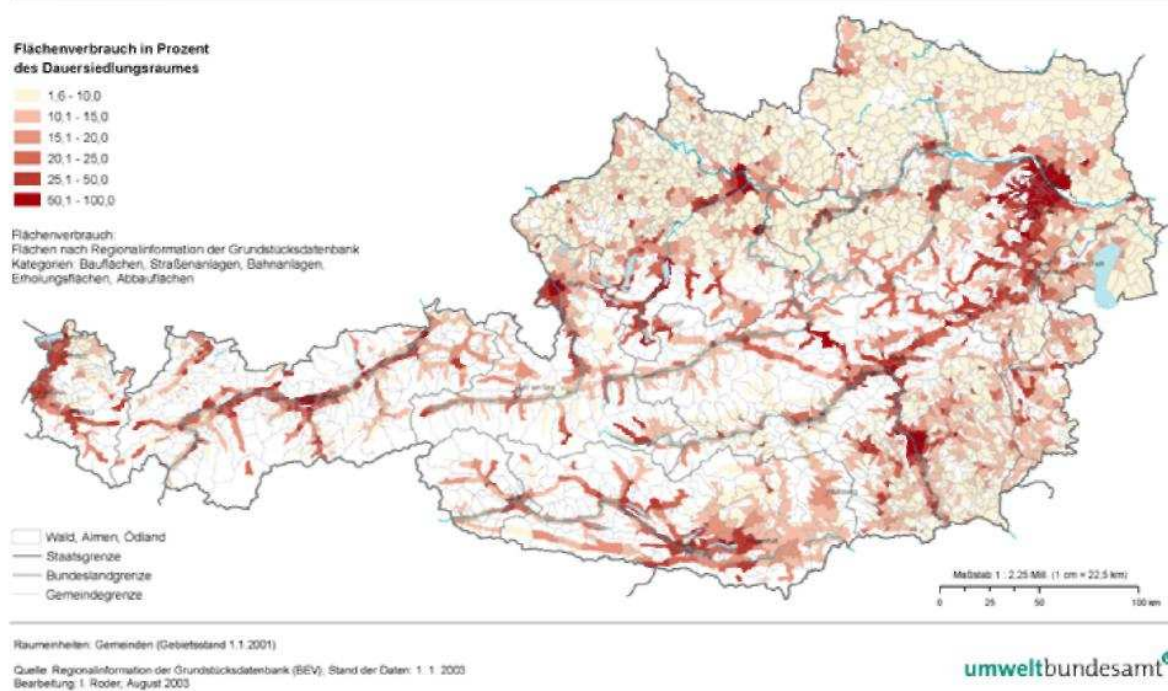 Flächenverbrauch in Prozent
des Dauersiedlungsraumes
1,6 - 10,0
10,1 - 15,0
15,1 - 20,0
20,1 - 25,0
25,1 - 50,0
50,1 - 100,0
Flächenverbrauch:
Flächen nach Regionalinformation der Grundstücksdatenbank
Kategorien: Bauflächen, Straßenanlagen, Bahnanlagen,
Erholungsflächen, Abbauflächen
Wald, Almen, Ödland
Staatsgrenze
Bundeslandgrenze
Gemeindegrenze
Maßstab 1 : 2,25 Mill. (1 cm = 22,5 km)
0 25 50 100 km
Raumeinheiten: Gemeinden (Gebietsstand 1.1.2001)
Quelle: Regionalinformation der Grundstücksdatenbank (BEV), Stand der Daten: 1. 1. 2003
Bearbeitung: I. Roder, August 2003
umweltbundesamt